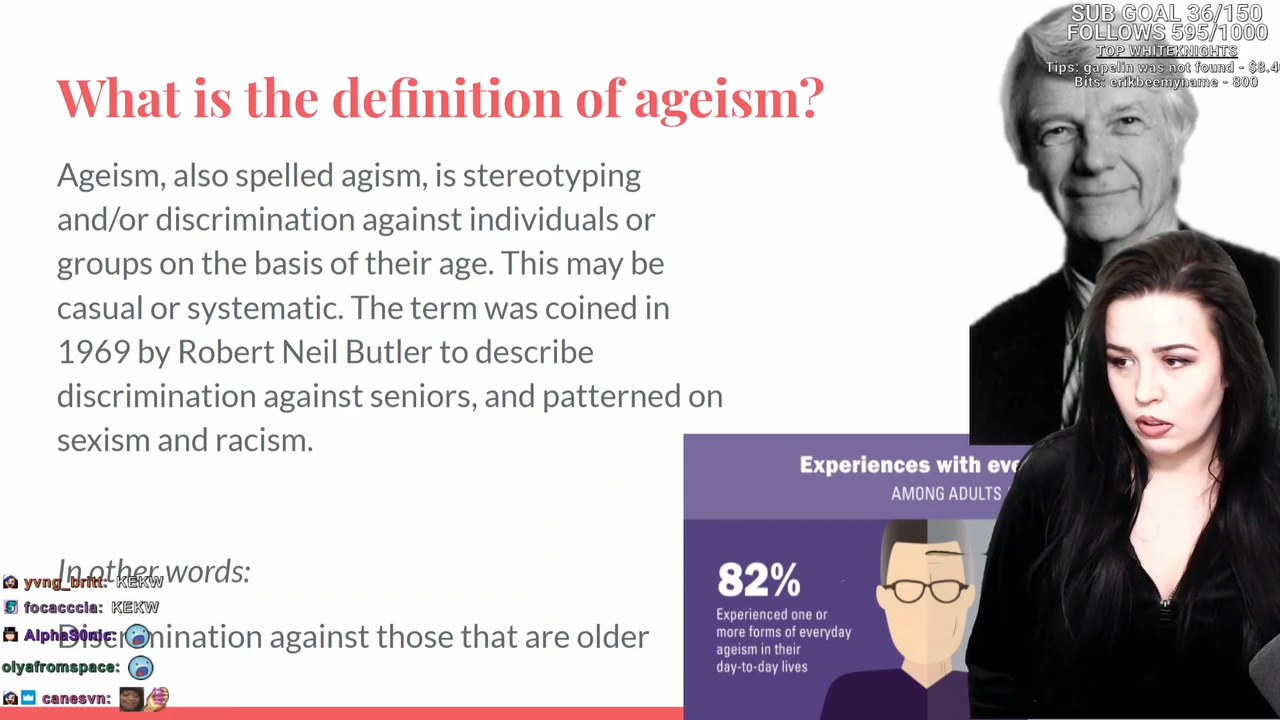 SUB GOAL 36/150
FOLLOWS 595/1000
TOP WHITEKNIGHTS
Tips: gapelin was not found - $8.4
Bits: erikbeemyname - 800
What is the definition of ageism?
Ageism, also spelled agism, is stereotyping
and/or discrimination against individuals or
groups on the basis of their age. This may be
casual or systematic. The term was coined in
1969 by Robert Neil Butler to describe
discrimination against seniors, and patterned on
sexism and racism.
Experiences with eve
AMONG ADULTS
82%
Experienced one or
more forms of everyday
ageism in their
day-to-day lives
In other words:
Discrimination against those that are older
yvng_britt: KEKW
focacccia: KEKW
AlphaS0nic:
olyafromspace:
canesvn: